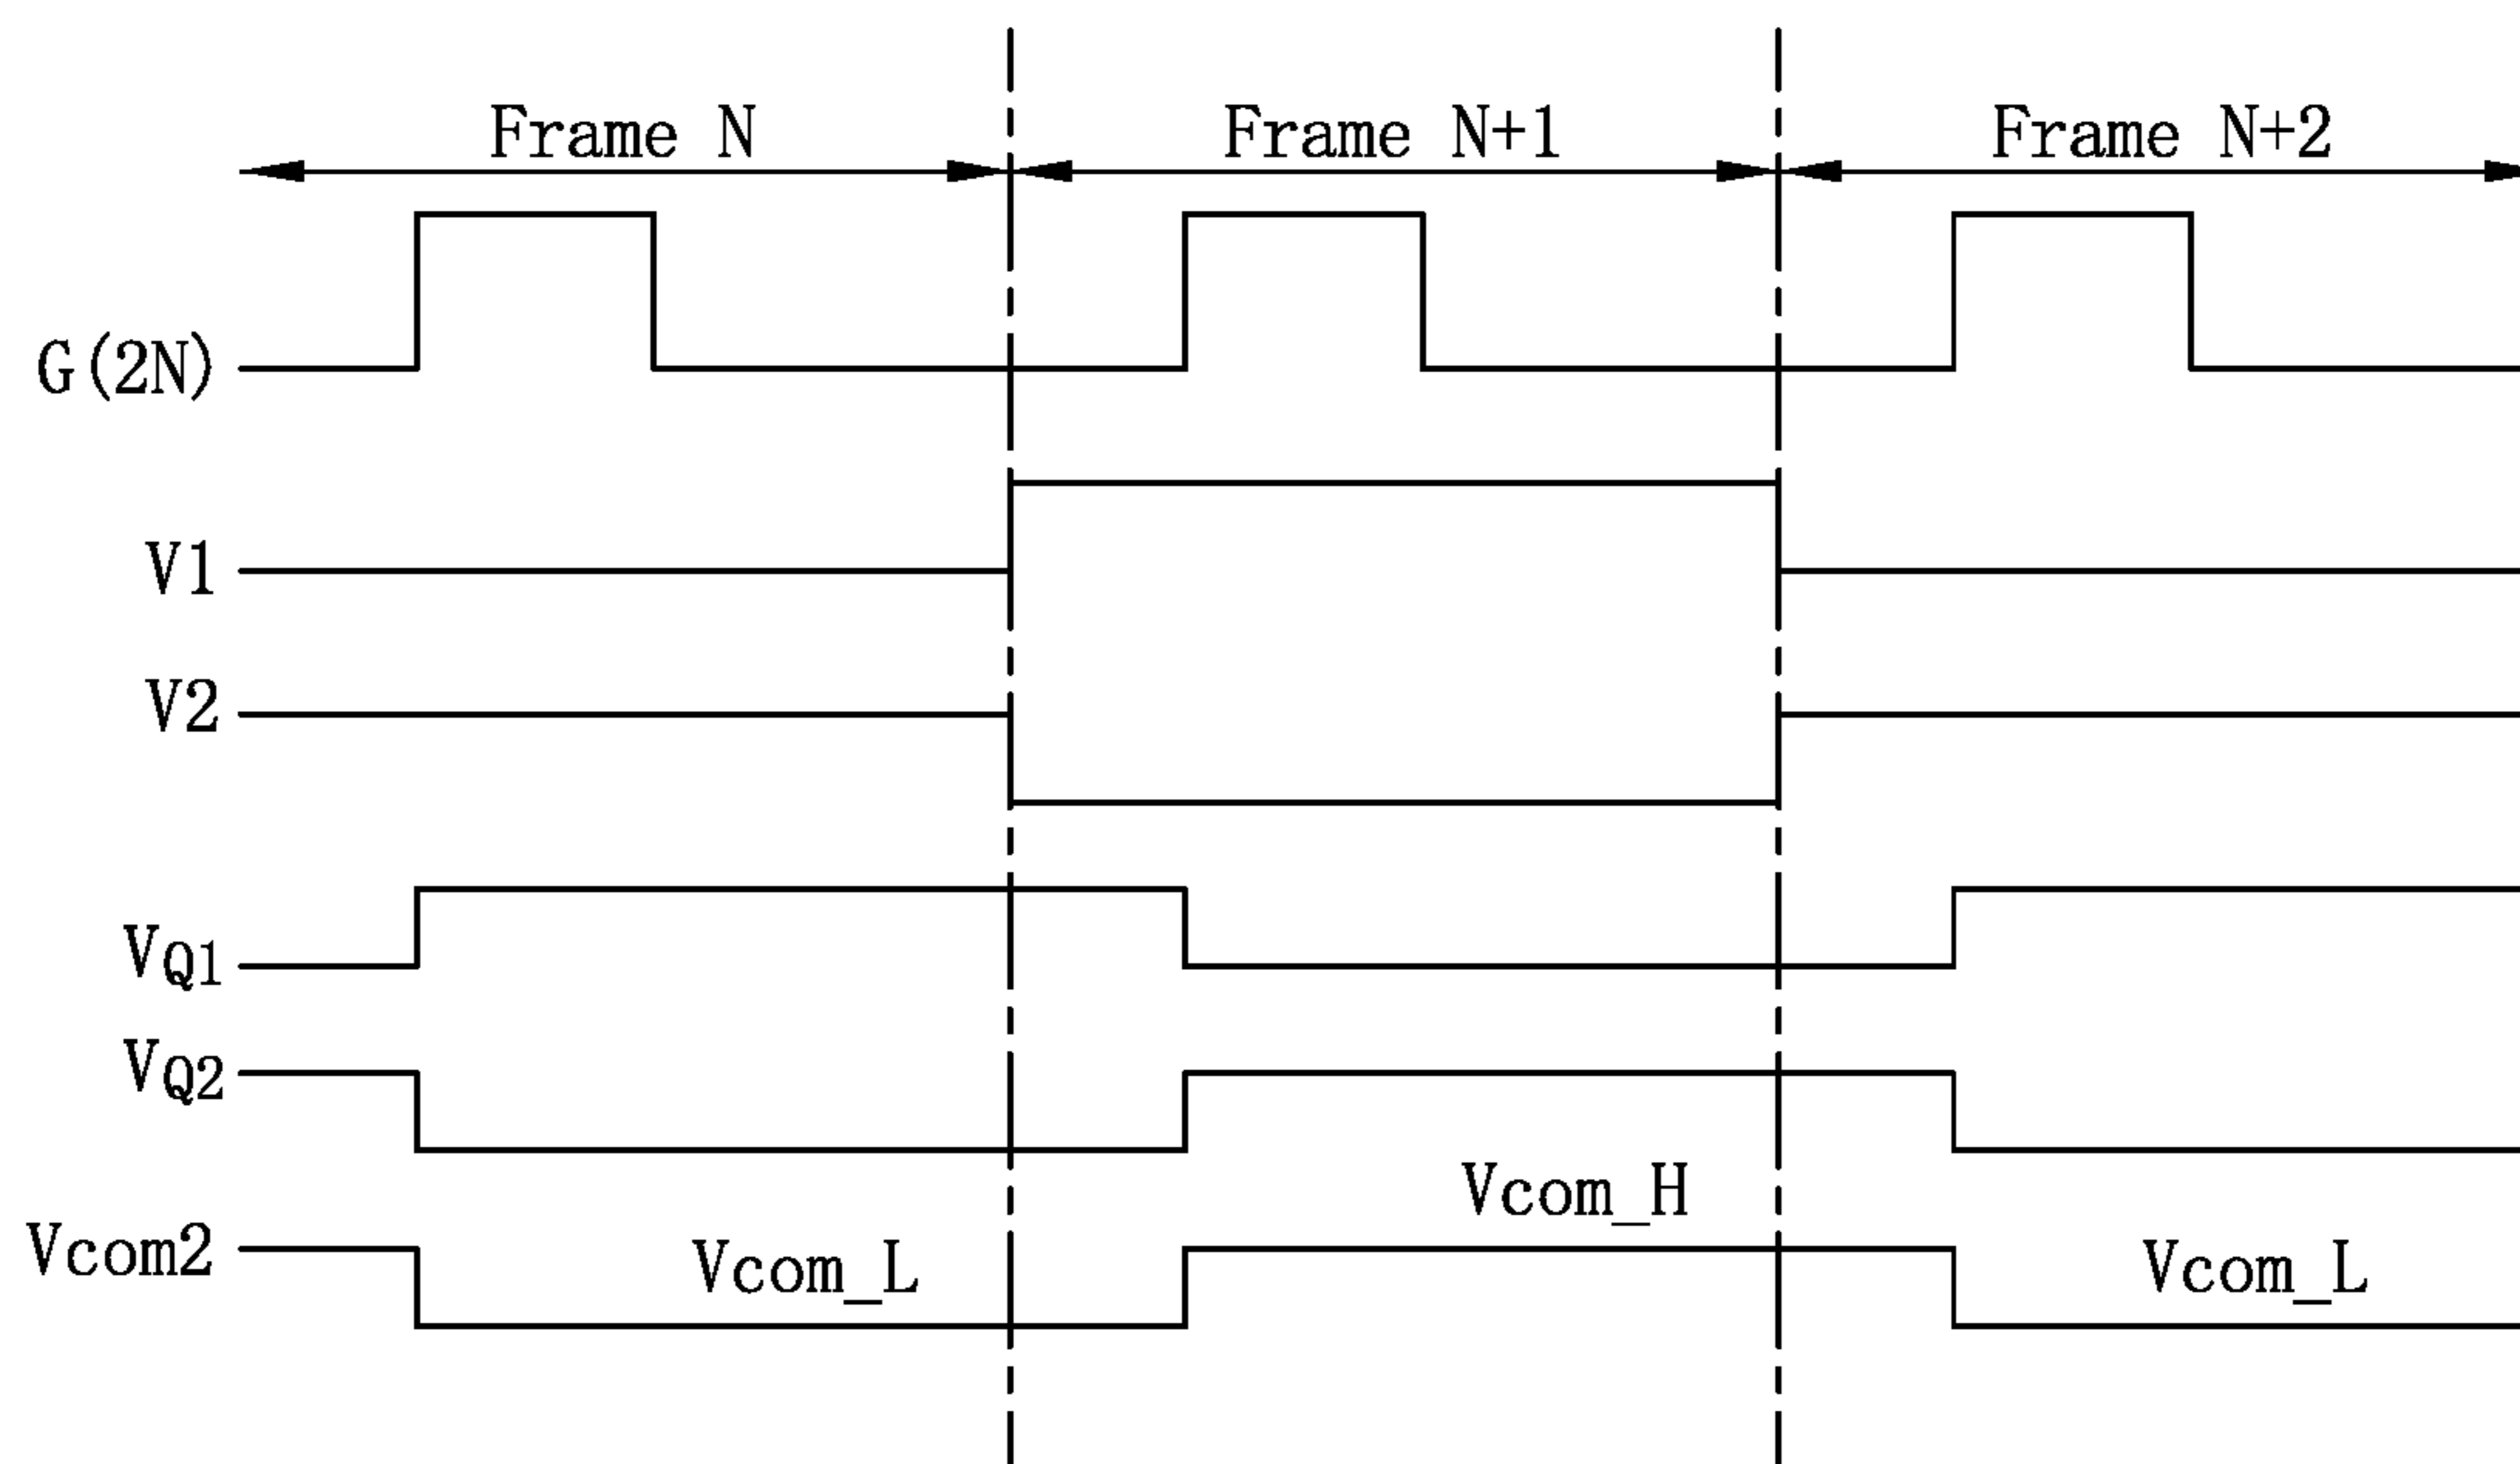 Frame N Frame N+1 Frame N+2
G(2N)
V1
V2
VQ1
VQ2
Vcom_H
Vcom2 Vcom_L Vcom_L